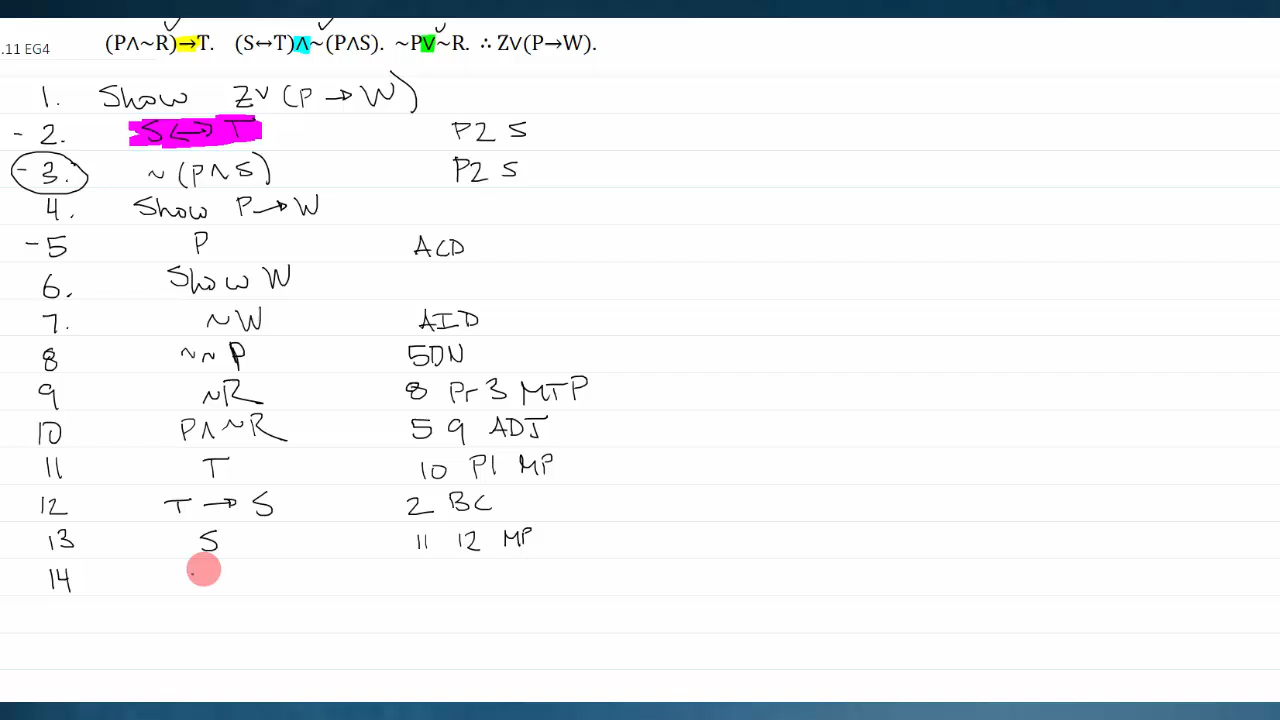 .11 EG4 (P∧~R)→T. (S↔T)∧~(P∧S). ~P∨~R. ∴ Z∨(P→W).
1. Show Z∨(P→W)
-2. S↔T P2 S
-3. ~(P∧S) P2 S
4. Show P→W
-5 P ACD
6. Show W
7. ~W AID
8 ~~P 5DN
9 ~R 8 Pr3 MTP
10 P∧~R 5 9 ADJ
11 T 10 P1 MP
12 T→S 2 BC
13 S 11 12 MP
14